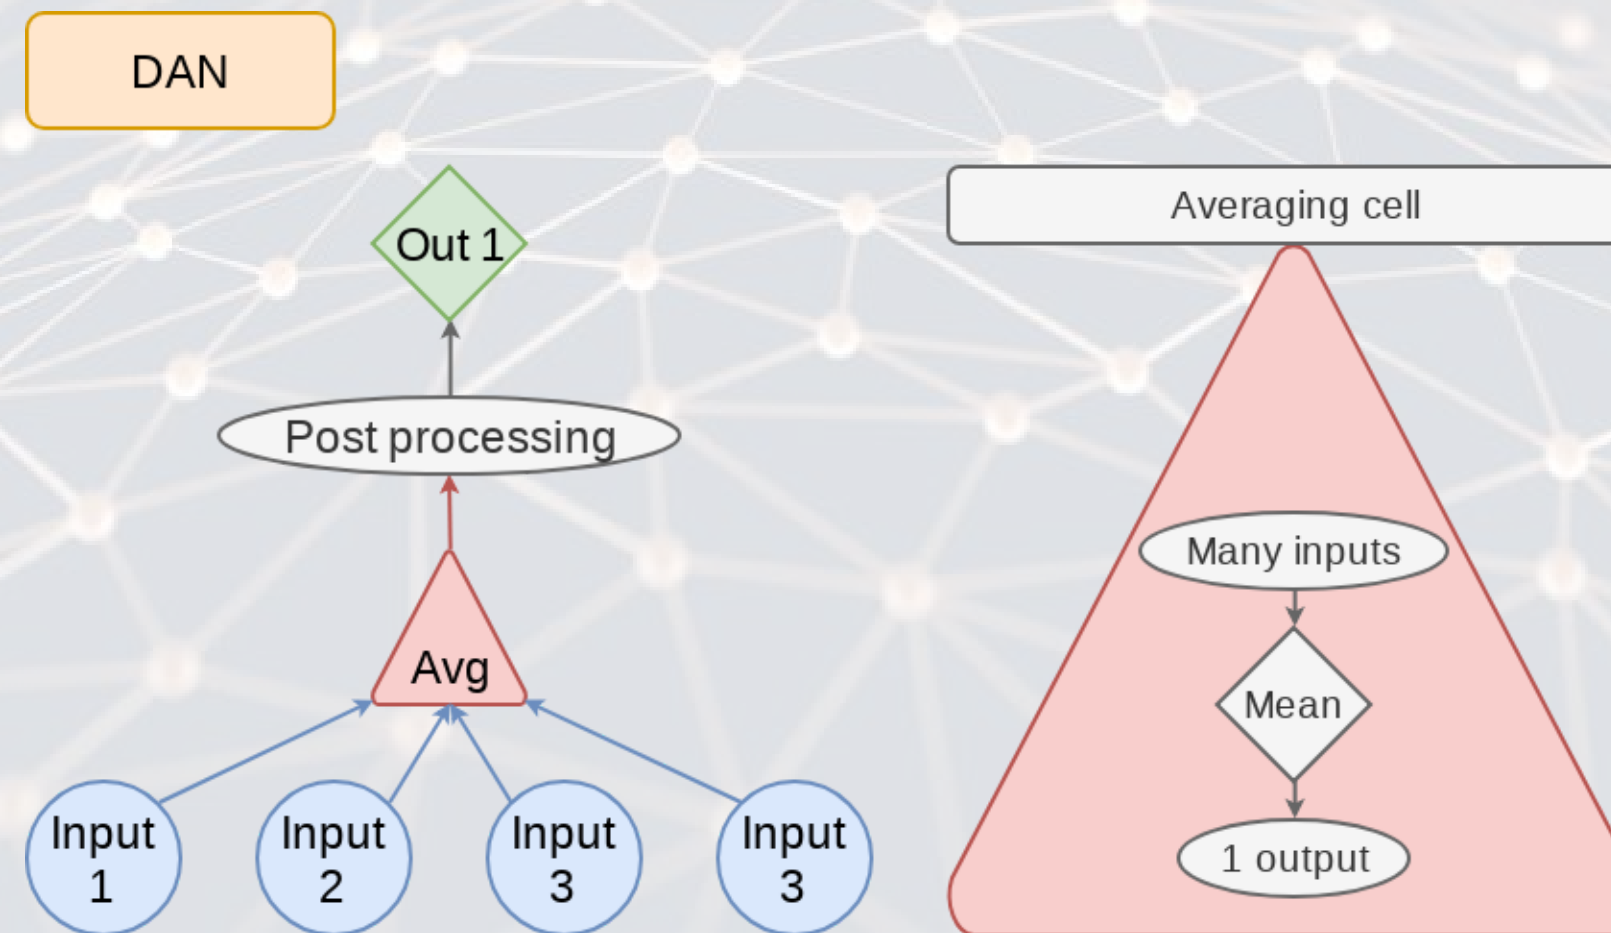 DAN
Out 1
Post processing
Avg
Input
1
Input
2
Input
3
Input
3
Averaging cell
Many inputs
Mean
1 output